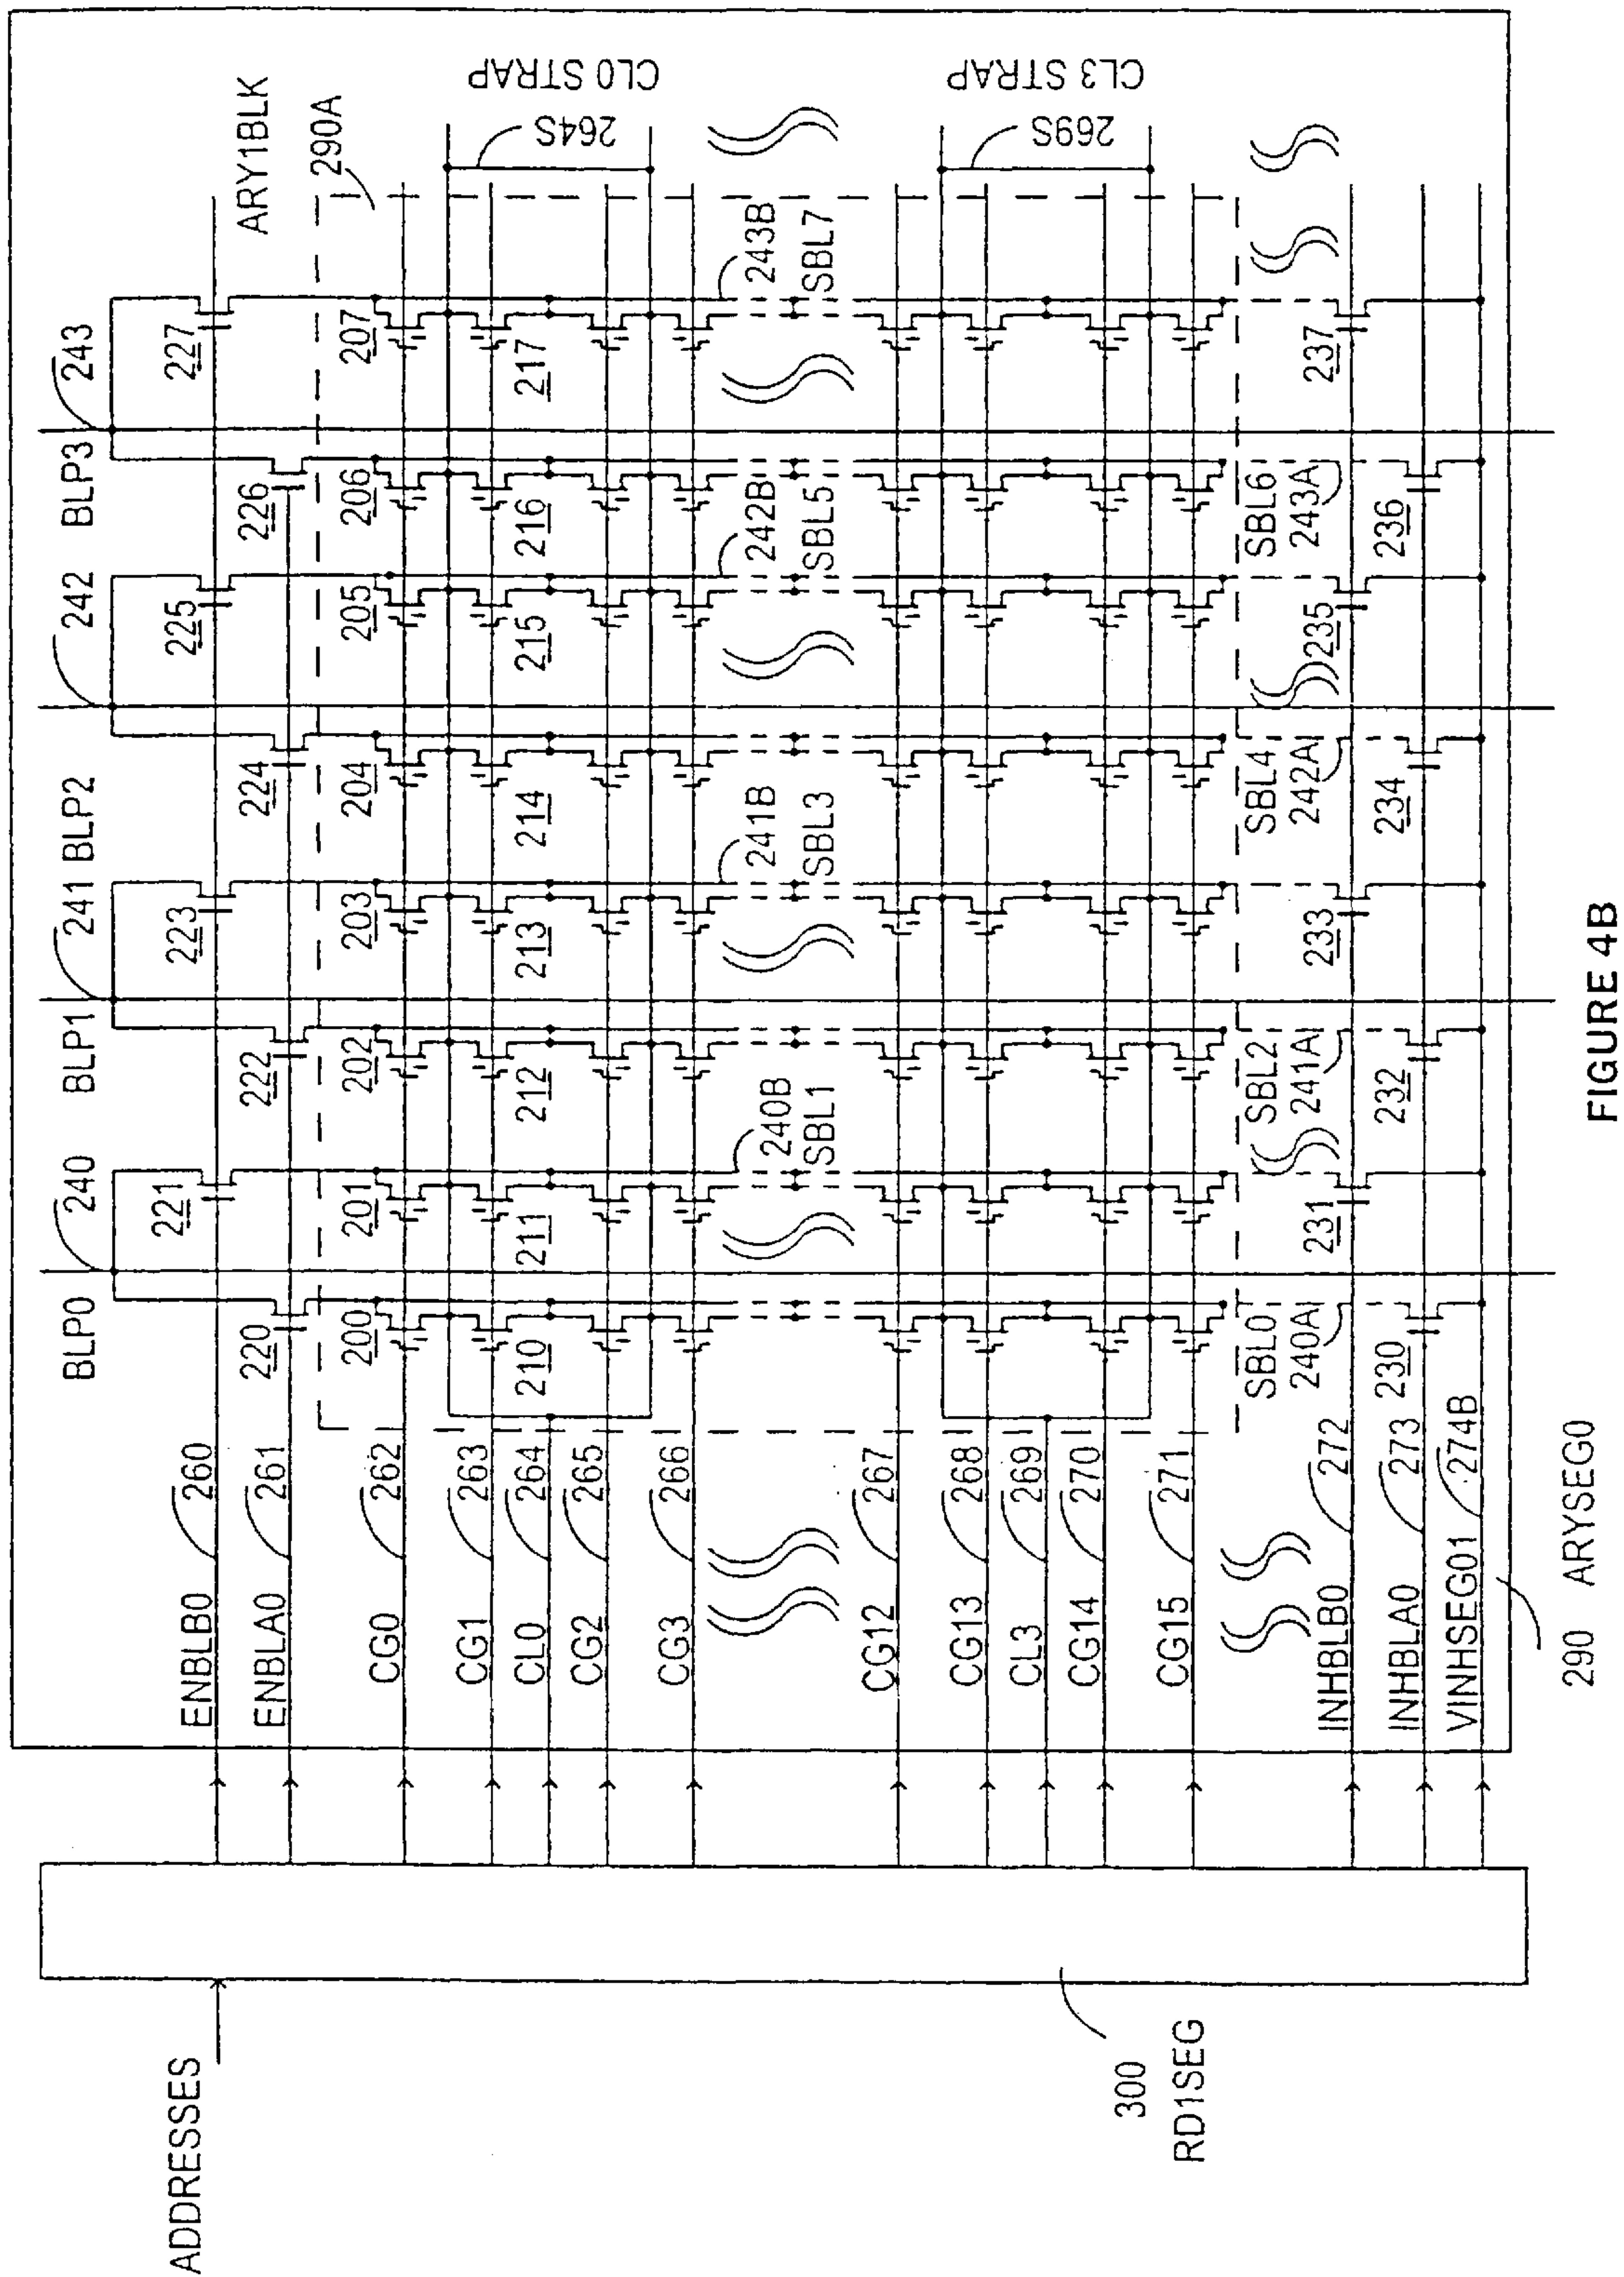 ADDRESSES
300
RD1SEG
BLP0
240
BLP1
241
BLP2
242
BLP3
243
ENBLB0
260
221
223
225
227
ARY1BLK
ENBLA0
261
220
222
224
226
290A
CG0
262
200
201
202
203
204
205
206
207
CG1
263
CL0
264
210
211
212
213
214
215
216
217
264S
CL0 STRAP
CG2
265
CG3
266
240B
SBL1
241B
SBL3
242B
SBL5
243B
SBL7
CG12
267
CG13
268
CL3
269
269S
CL3 STRAP
CG14
270
CG15
271
SBL0
240A
SBL2
241A
SBL4
242A
SBL6
243A
INHBLB0
272
231
233
235
237
INHBLA0
273
230
232
234
236
VINHSEG01
274B
290 ARYSEG0
FIGURE 4B